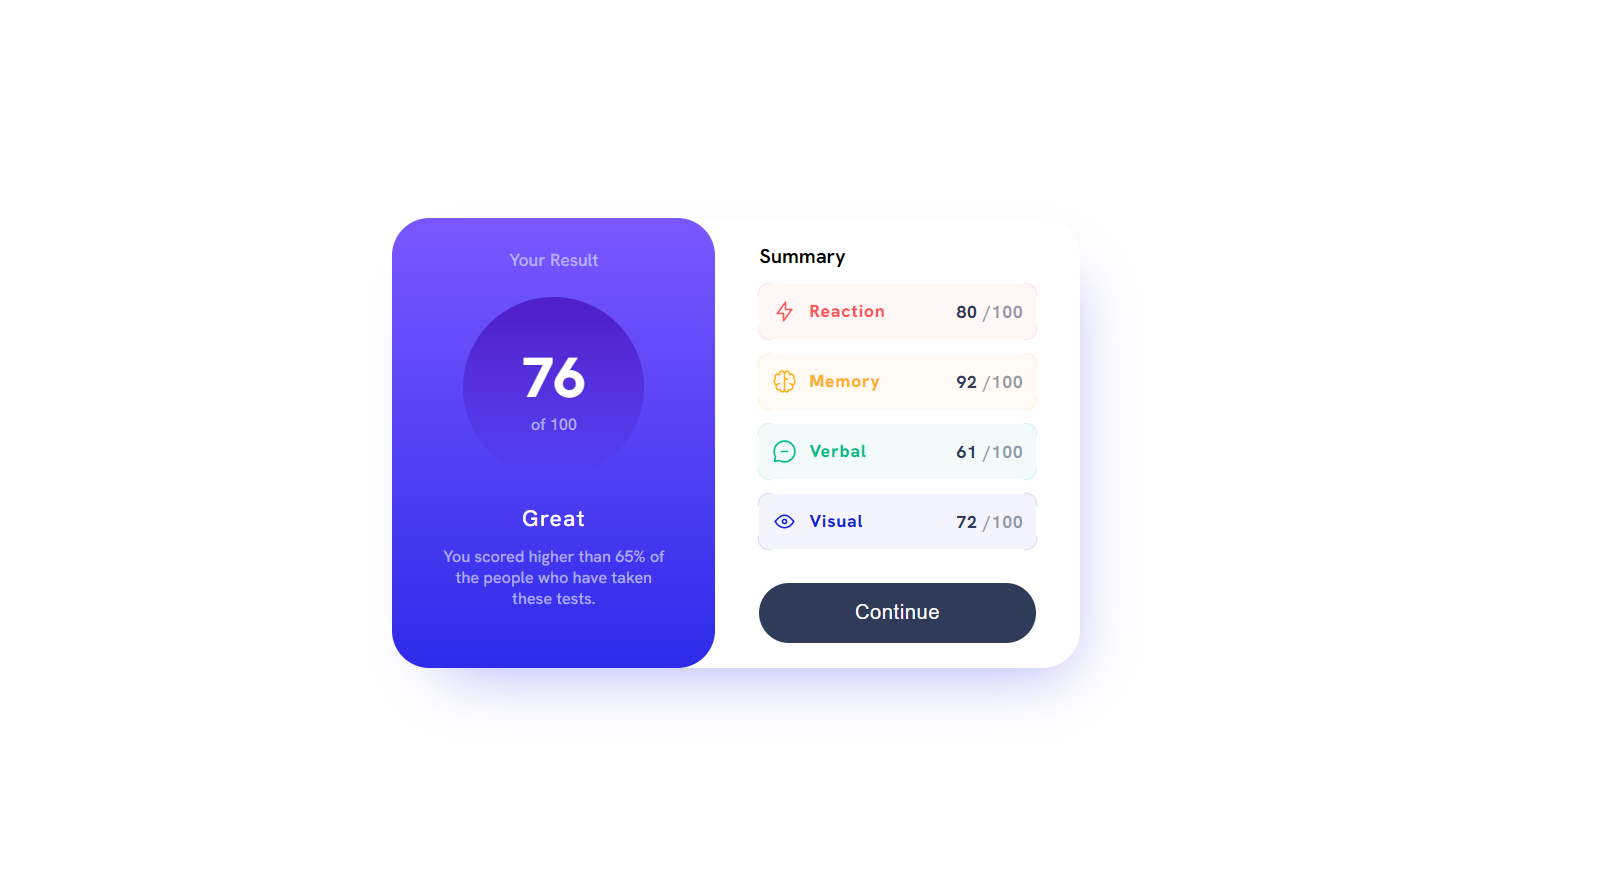 Your Result
76
of 100
Great
You scored higher than 65% of
the people who have taken
these tests.
Summary
Reaction 80 /100
Memory 92 /100
Verbal 61 /100
Visual 72 /100
Continue